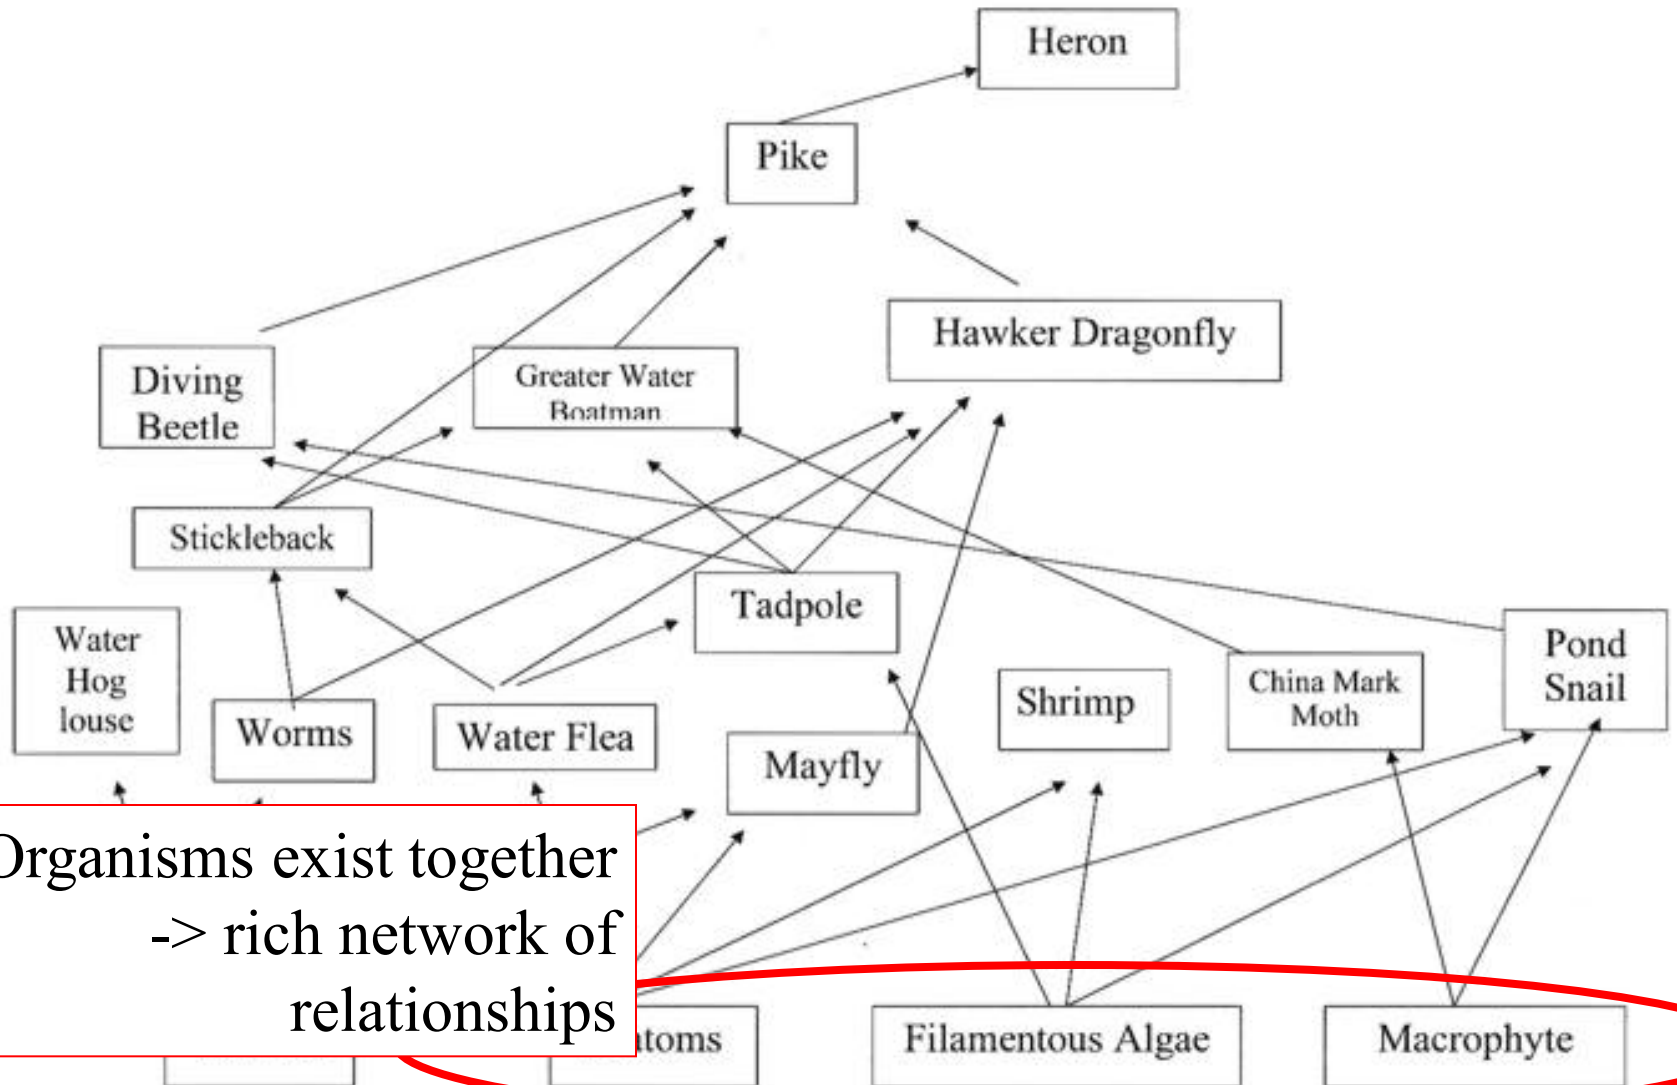 Heron
Pike
Hawker Dragonfly
Diving
Beetle
Greater Water
Boatman
Stickleback
Tadpole
Water
Hog
louse
Worms
Water Flea
Mayfly
Shrimp
China Mark
Moth
Pond
Snail
Organisms exist together
-> rich network of
relationships
atoms
Filamentous Algae
Macrophyte